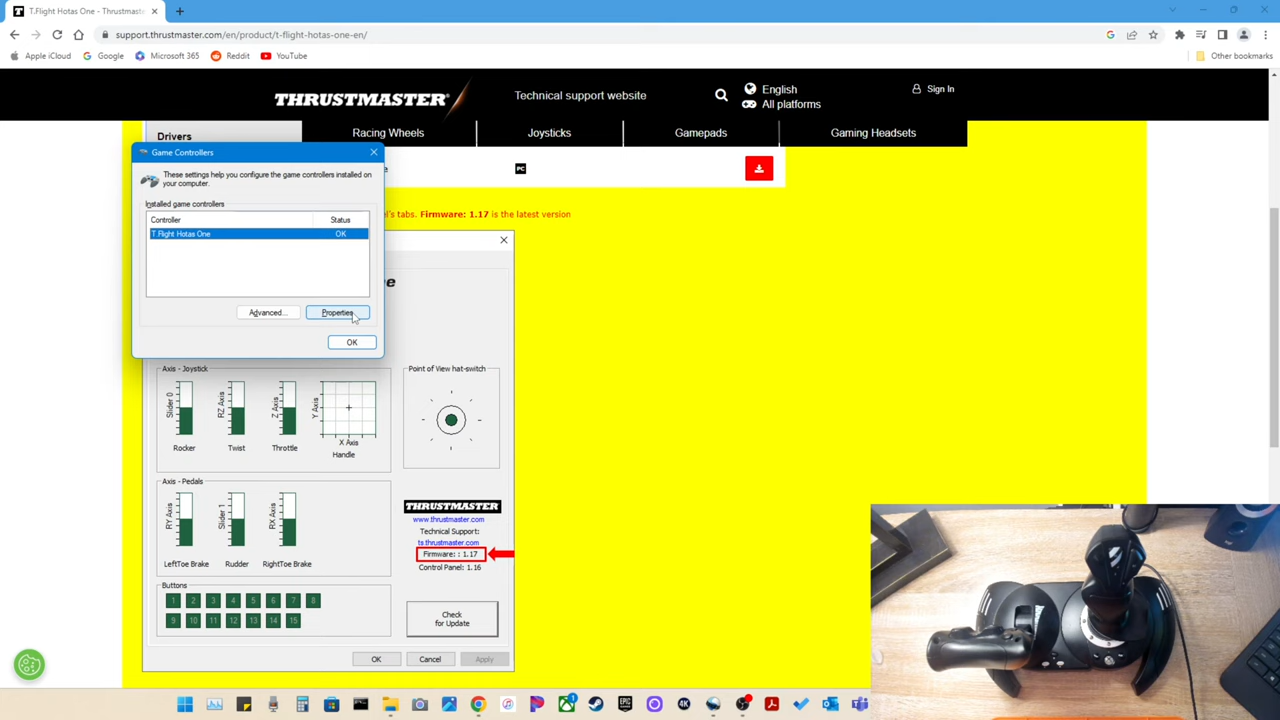 T.Flight Hotas One - Thrustmaste
support.thrustmaster.com/en/product/t-flight-hotas-one-en/
Apple iCloud
Google
Microsoft 365
Reddit
YouTube
Other bookmarks
THRUSTMASTER
Technical support website
English
All platforms
Sign In
Drivers
Racing Wheels
Joysticks
Gamepads
Gaming Headsets
PC
Game Controllers
These settings help you configure the game controllers installed on
your computer.
Installed game controllers
Controller
Status
T.Flight Hotas One
OK
Advanced...
Properties
OK
el's tabs. Firmware: 1.17 is the latest version
Axis - Joystick
Slider 0
RZ Axis
Z Axis
Y Axis
X Axis
Rocker
Twist
Throttle
Handle
Point of View hat-switch
Axis - Pedals
RY Axis
Slider 1
RX Axis
LeftToe Brake
Rudder
RightToe Brake
THRUSTMASTER
www.thrustmaster.com
Technical Support:
ts.thrustmaster.com
Firmware: : 1.17
Control Panel: 1.16
Buttons
1 2 3 4 5 6 7 8
9 10 11 12 13 14 15
Check
for Update
OK
Cancel
Apply
4K
1